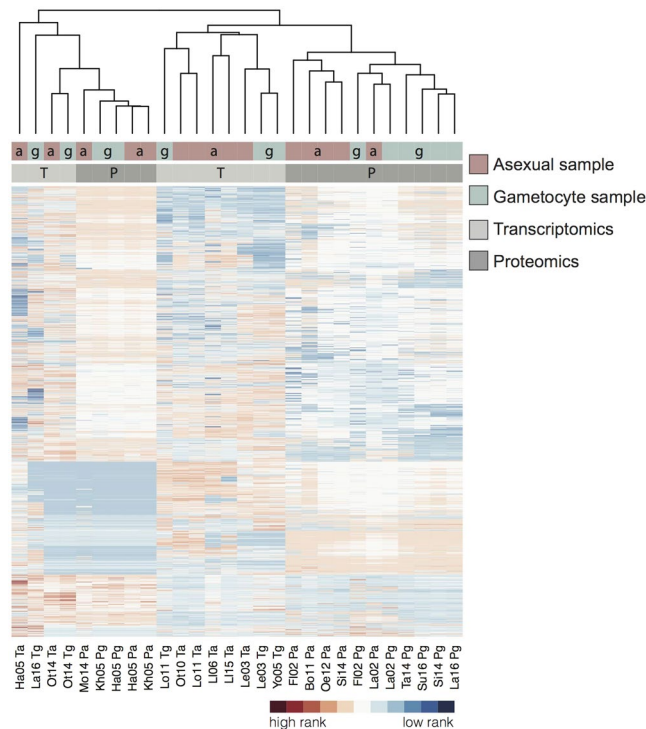 a g a g a g a g a g a g a g
T P T P
Asexual sample
Gametocyte sample
Transcriptomics
Proteomics
Ha05 Ta
La16 Tg
Ot14 Ta
Ot14 Tg
Mo14 Pa
Kh05 Pg
Ha05 Pg
Ha05 Pa
Kh05 Pa
Lo11 Tg
Ot10 Ta
Lo11 Ta
Ll06 Ta
Ll15 Ta
Le03 Ta
Le03 Tg
Yo05 Tg
Fl02 Pa
Bo11 Pa
Oe12 Pa
Si14 Pa
Fl02 Pg
La02 Pa
La02 Pg
Ta14 Pg
Su16 Pg
Si14 Pg
La16 Pg
high rank low rank